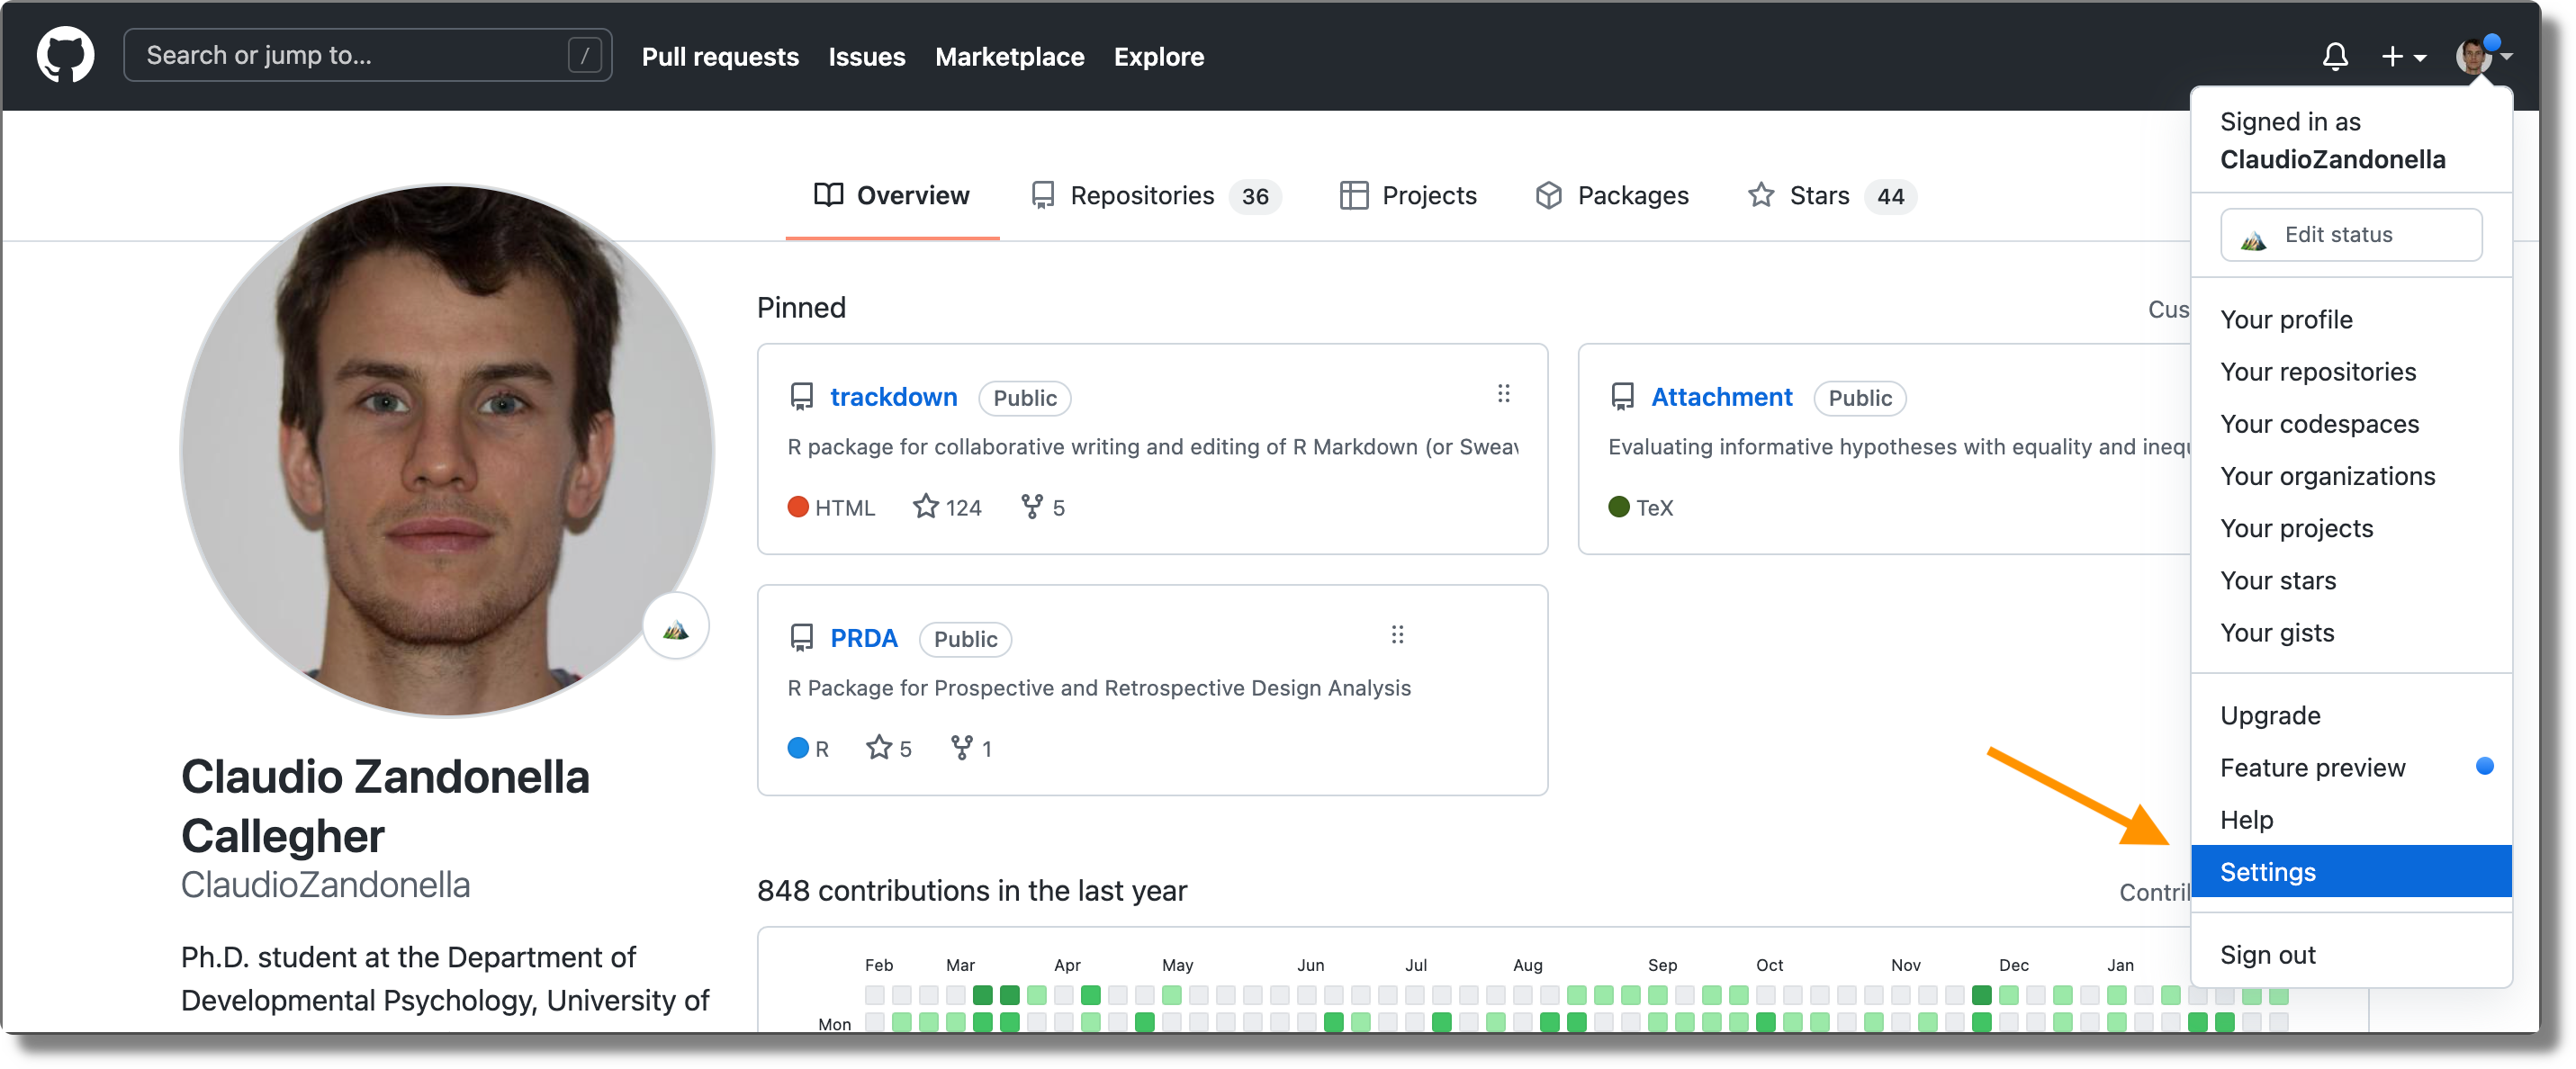 Search or jump to... /
Pull requests Issues Marketplace Explore
Signed in as
ClaudioZandonella
Edit status
Your profile
Your repositories
Your codespaces
Your organizations
Your projects
Your stars
Your gists
Upgrade
Feature preview
Help
Settings
Sign out
Overview Repositories 36 Projects Packages Stars 44
Pinned
Cus
trackdown Public
R package for collaborative writing and editing of R Markdown (or Sweav
HTML 124 5
Attachment Public
Evaluating informative hypotheses with equality and inequ
TeX
PRDA Public
R Package for Prospective and Retrospective Design Analysis
R 5 1
Claudio Zandonella
Callegher
ClaudioZandonella
Ph.D. student at the Department of
Developmental Psychology, University of
848 contributions in the last year
Contril
Feb Mar Apr May Jun Jul Aug Sep Oct Nov Dec Jan
Mon